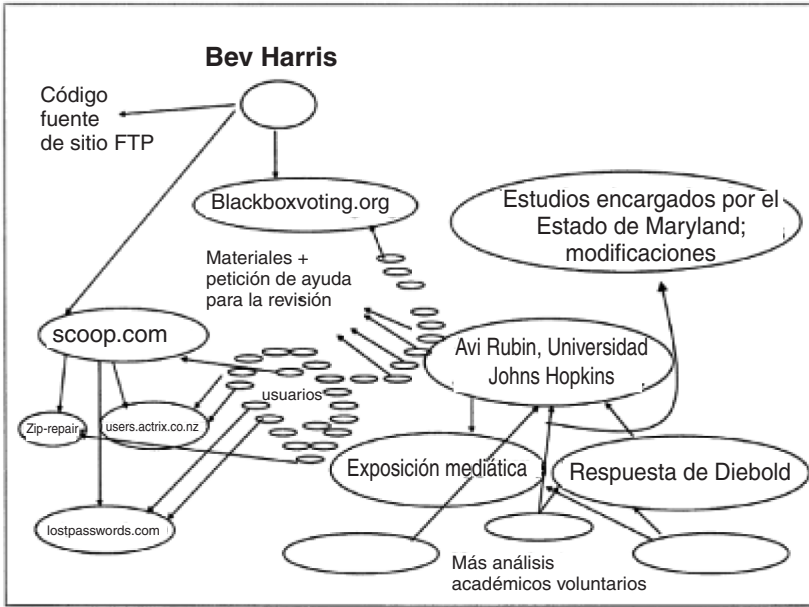 Bev Harris
Código
fuente
de sitio FTP
Blackboxvoting.org
Estudios encargados por el
Estado de Maryland;
modificaciones
Materiales +
petición de ayuda
para la revisión
scoop.com
Avi Rubin, Universidad
Johns Hopkins
usuarios
Zip-repair
users.actrix.co.nz
Exposición mediática
Respuesta de Diebold
lostpasswords.com
Más análisis
académicos voluntarios